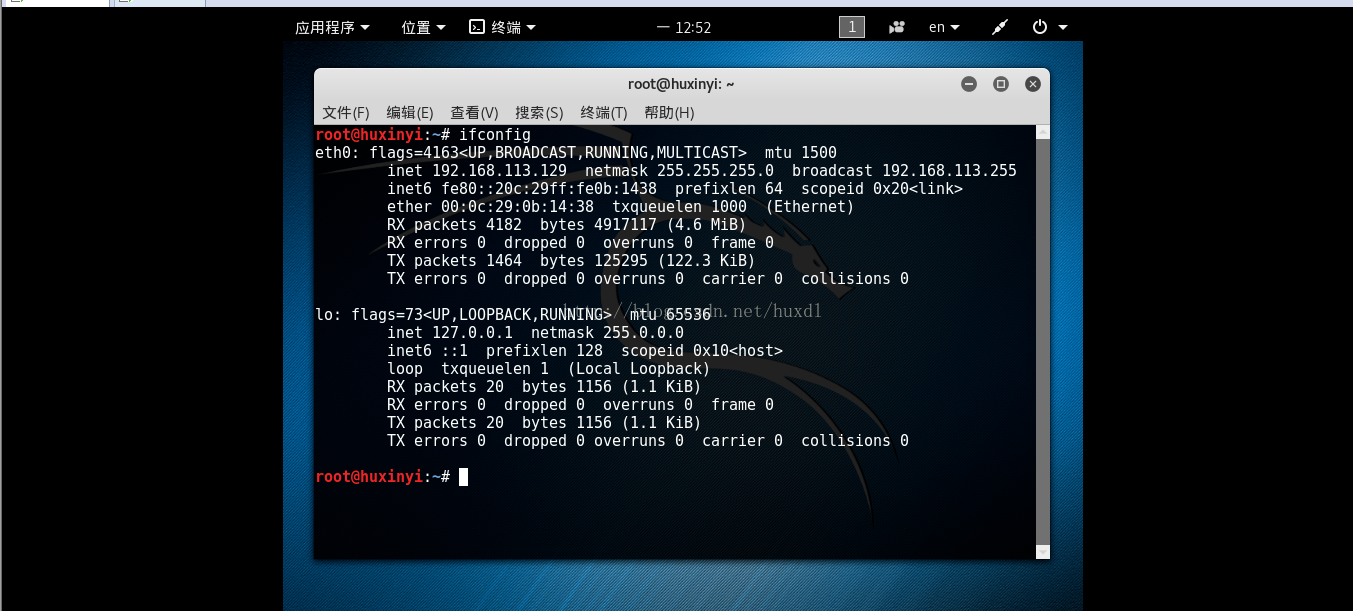 应用程序 位置 终端 一 12:52 1 en
root@huxinyi: ~
文件(F) 编辑(E) 查看(V) 搜索(S) 终端(T) 帮助(H)
root@huxinyi:~# ifconfig
eth0: flags=4163<UP,BROADCAST,RUNNING,MULTICAST>  mtu 1500
        inet 192.168.113.129  netmask 255.255.255.0  broadcast 192.168.113.255
        inet6 fe80::20c:29ff:fe0b:1438  prefixlen 64  scopeid 0x20<link>
        ether 00:0c:29:0b:14:38  txqueuelen 1000  (Ethernet)
        RX packets 4182  bytes 4917117 (4.6 MiB)
        RX errors 0  dropped 0  overruns 0  frame 0
        TX packets 1464  bytes 125295 (122.3 KiB)
        TX errors 0  dropped 0 overruns 0  carrier 0  collisions 0
lo: flags=73<UP,LOOPBACK,RUNNING>  mtu 65536
        inet 127.0.0.1  netmask 255.0.0.0
        inet6 ::1  prefixlen 128  scopeid 0x10<host>
        loop  txqueuelen 1  (Local Loopback)
        RX packets 20  bytes 1156 (1.1 KiB)
        RX errors 0  dropped 0  overruns 0  frame 0
        TX packets 20  bytes 1156 (1.1 KiB)
        TX errors 0  dropped 0 overruns 0  carrier 0  collisions 0
root@huxinyi:~#